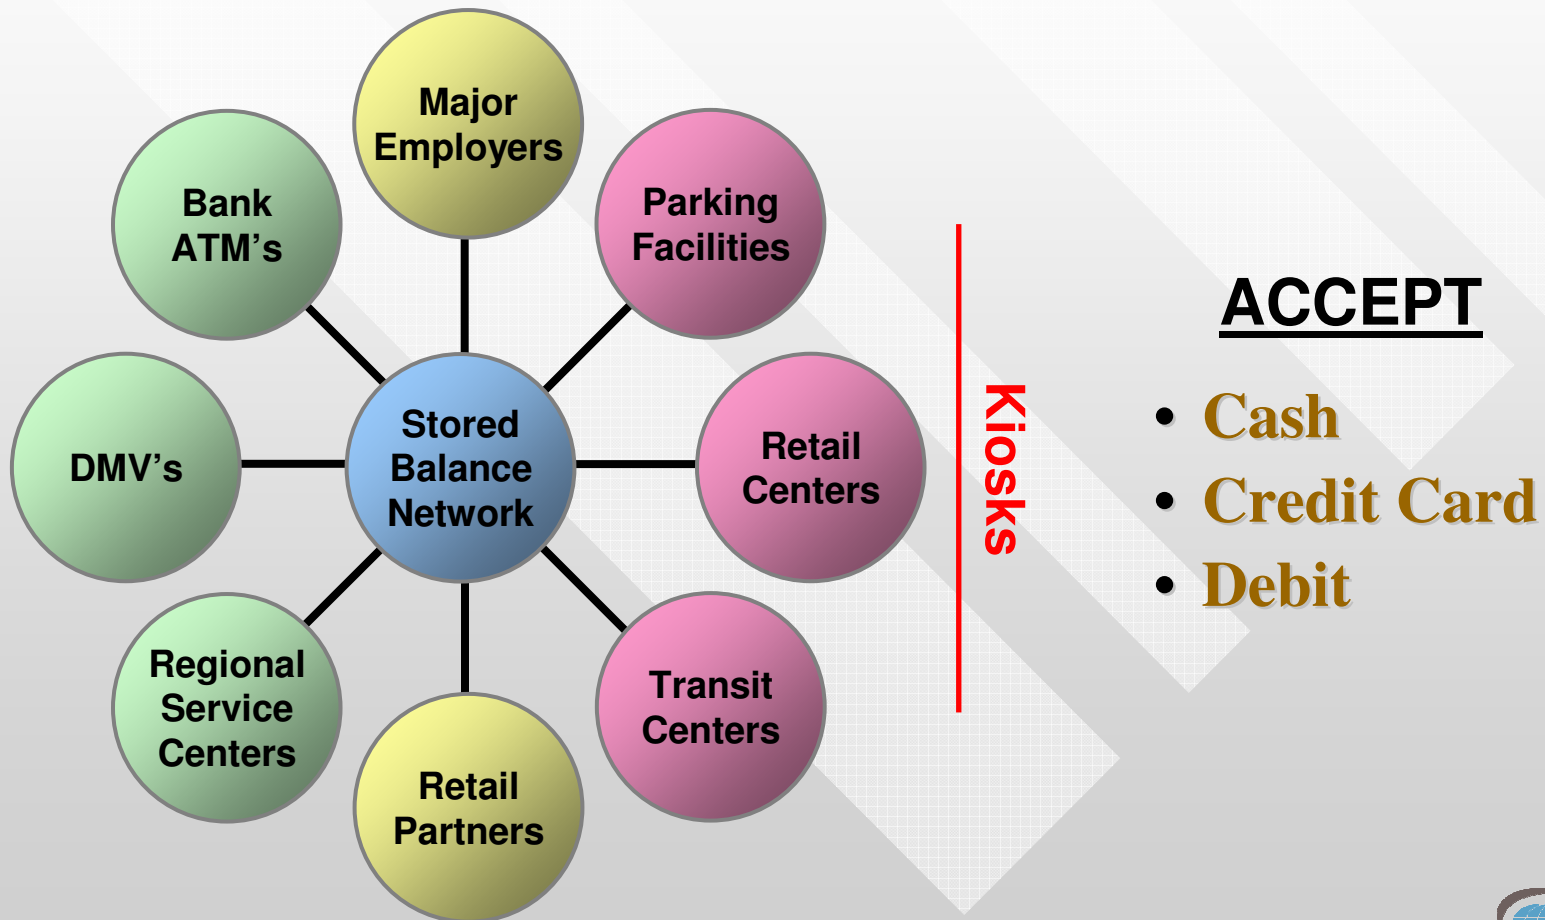 Major
Employers
Bank
ATM’s
Parking
Facilities
DMV’s
Stored
Balance
Network
Retail
Centers
Regional
Service
Centers
Transit
Centers
Retail
Partners
Kiosks
ACCEPT
• Cash
• Credit Card
• Debit